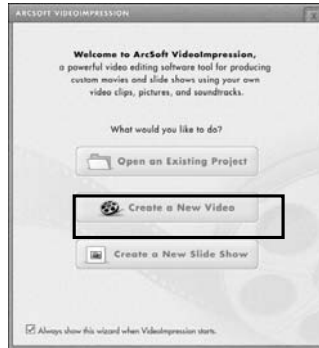 ARCSOFT VIDEOIMPRESSION
X
Welcome to ArcSoft VideoImpression,
a powerful video editing software tool for producing
custom movies and slide shows using your own
video clips, pictures, and soundtracks.
What would you like to do?
Open an Existing Project
Create a New Video
Create a New Slide Show
Always show this wizard when VideoImpression starts.